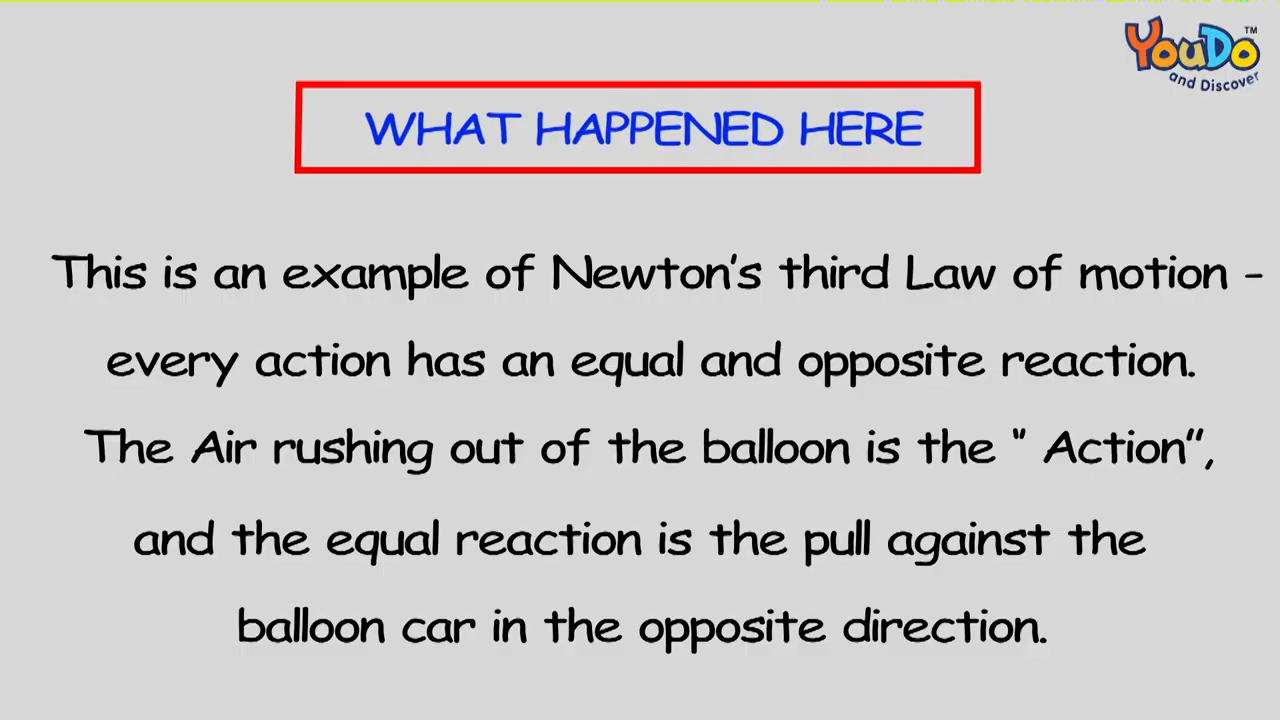 YouDo™
and Discover
WHAT HAPPENED HERE
This is an example of Newton's third Law of motion -
every action has an equal and opposite reaction.
The Air rushing out of the balloon is the " Action",
and the equal reaction is the pull against the
balloon car in the opposite direction.